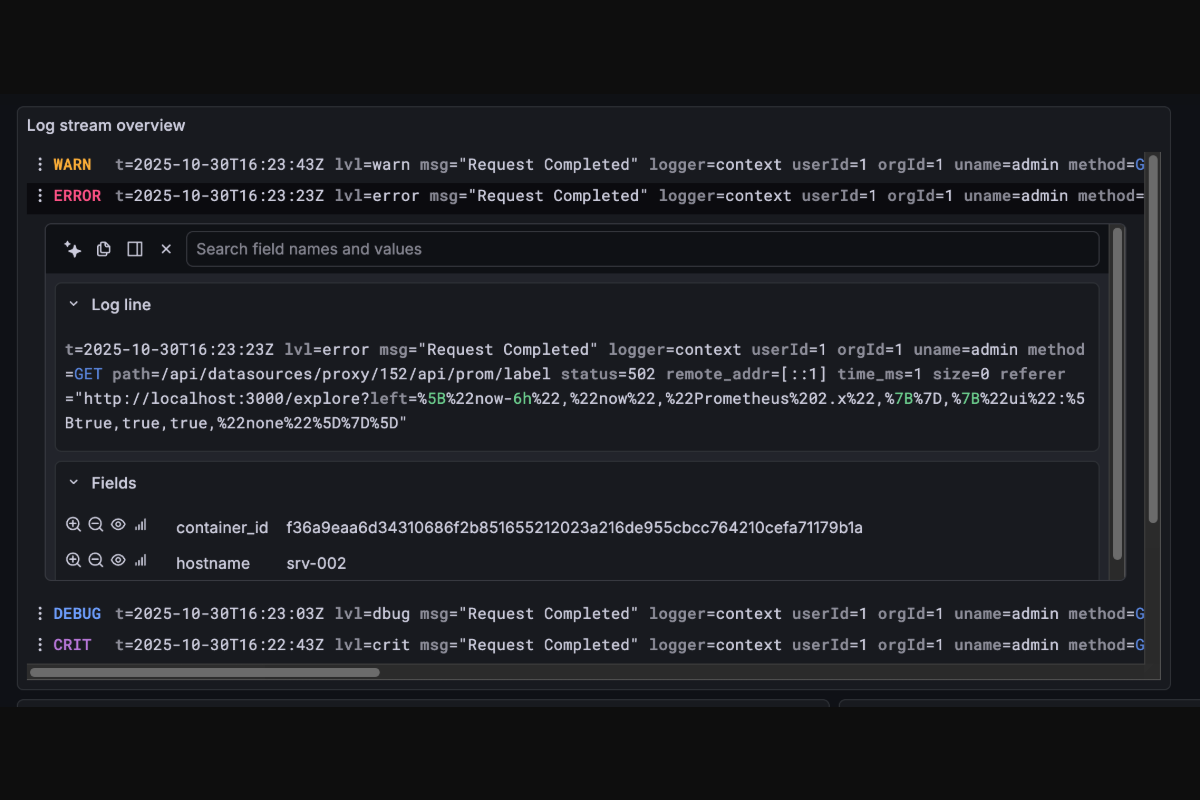 Log stream overview
WARN t=2025-10-30T16:23:43Z lvl=warn msg="Request Completed" logger=context userId=1 orgId=1 uname=admin method=G
ERROR t=2025-10-30T16:23:23Z lvl=error msg="Request Completed" logger=context userId=1 orgId=1 uname=admin method=
Search field names and values
Log line
t=2025-10-30T16:23:23Z lvl=error msg="Request Completed" logger=context userId=1 orgId=1 uname=admin method
=GET path=/api/datasources/proxy/152/api/prom/label status=502 remote_addr=[::1] time_ms=1 size=0 referer
="http://localhost:3000/explore?left=%5B%22now-6h%22,%22now%22,%22Prometheus%202.x%22,%7B%7D,%7B%22ui%22:%5
Btrue,true,true,%22none%22%5D%7D%5D"
Fields
container_id f36a9eaa6d34310686f2b851655212023a216de955cbcc764210cefa71179b1a
hostname srv-002
DEBUG t=2025-10-30T16:23:03Z lvl=dbug msg="Request Completed" logger=context userId=1 orgId=1 uname=admin method=G
CRIT t=2025-10-30T16:22:43Z lvl=crit msg="Request Completed" logger=context userId=1 orgId=1 uname=admin method=G